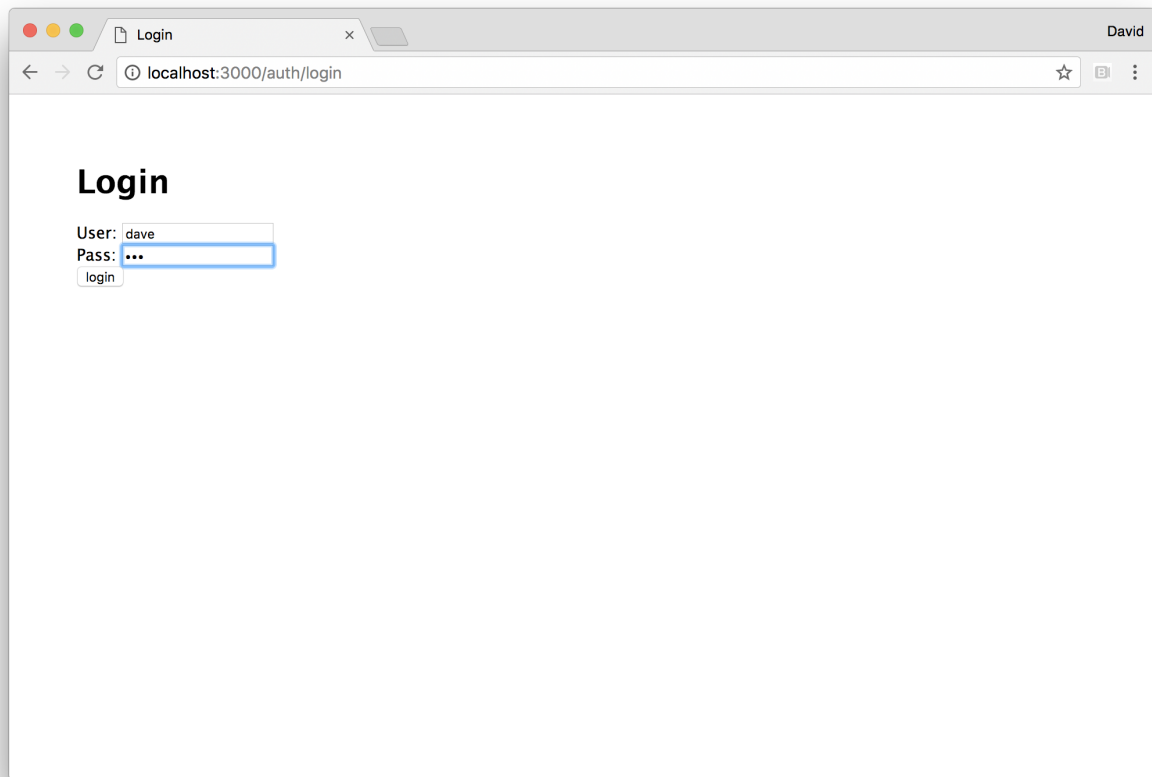 Login
David
localhost:3000/auth/login
Login
User: dave
Pass: •••
login